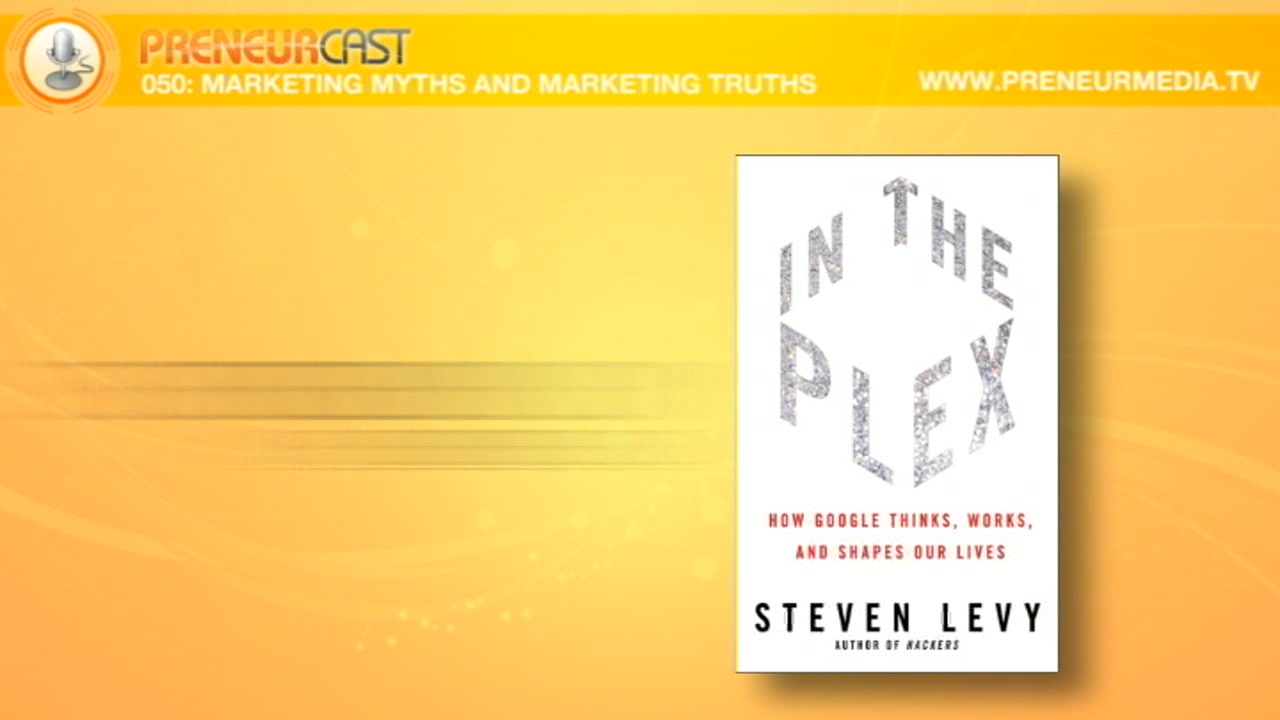 PRENEURCAST
050: MARKETING MYTHS AND MARKETING TRUTHS
WWW.PRENEURMEDIA.TV
IN THE
PLEX
HOW GOOGLE THINKS, WORKS,
AND SHAPES OUR LIVES
STEVEN LEVY
AUTHOR OF HACKERS